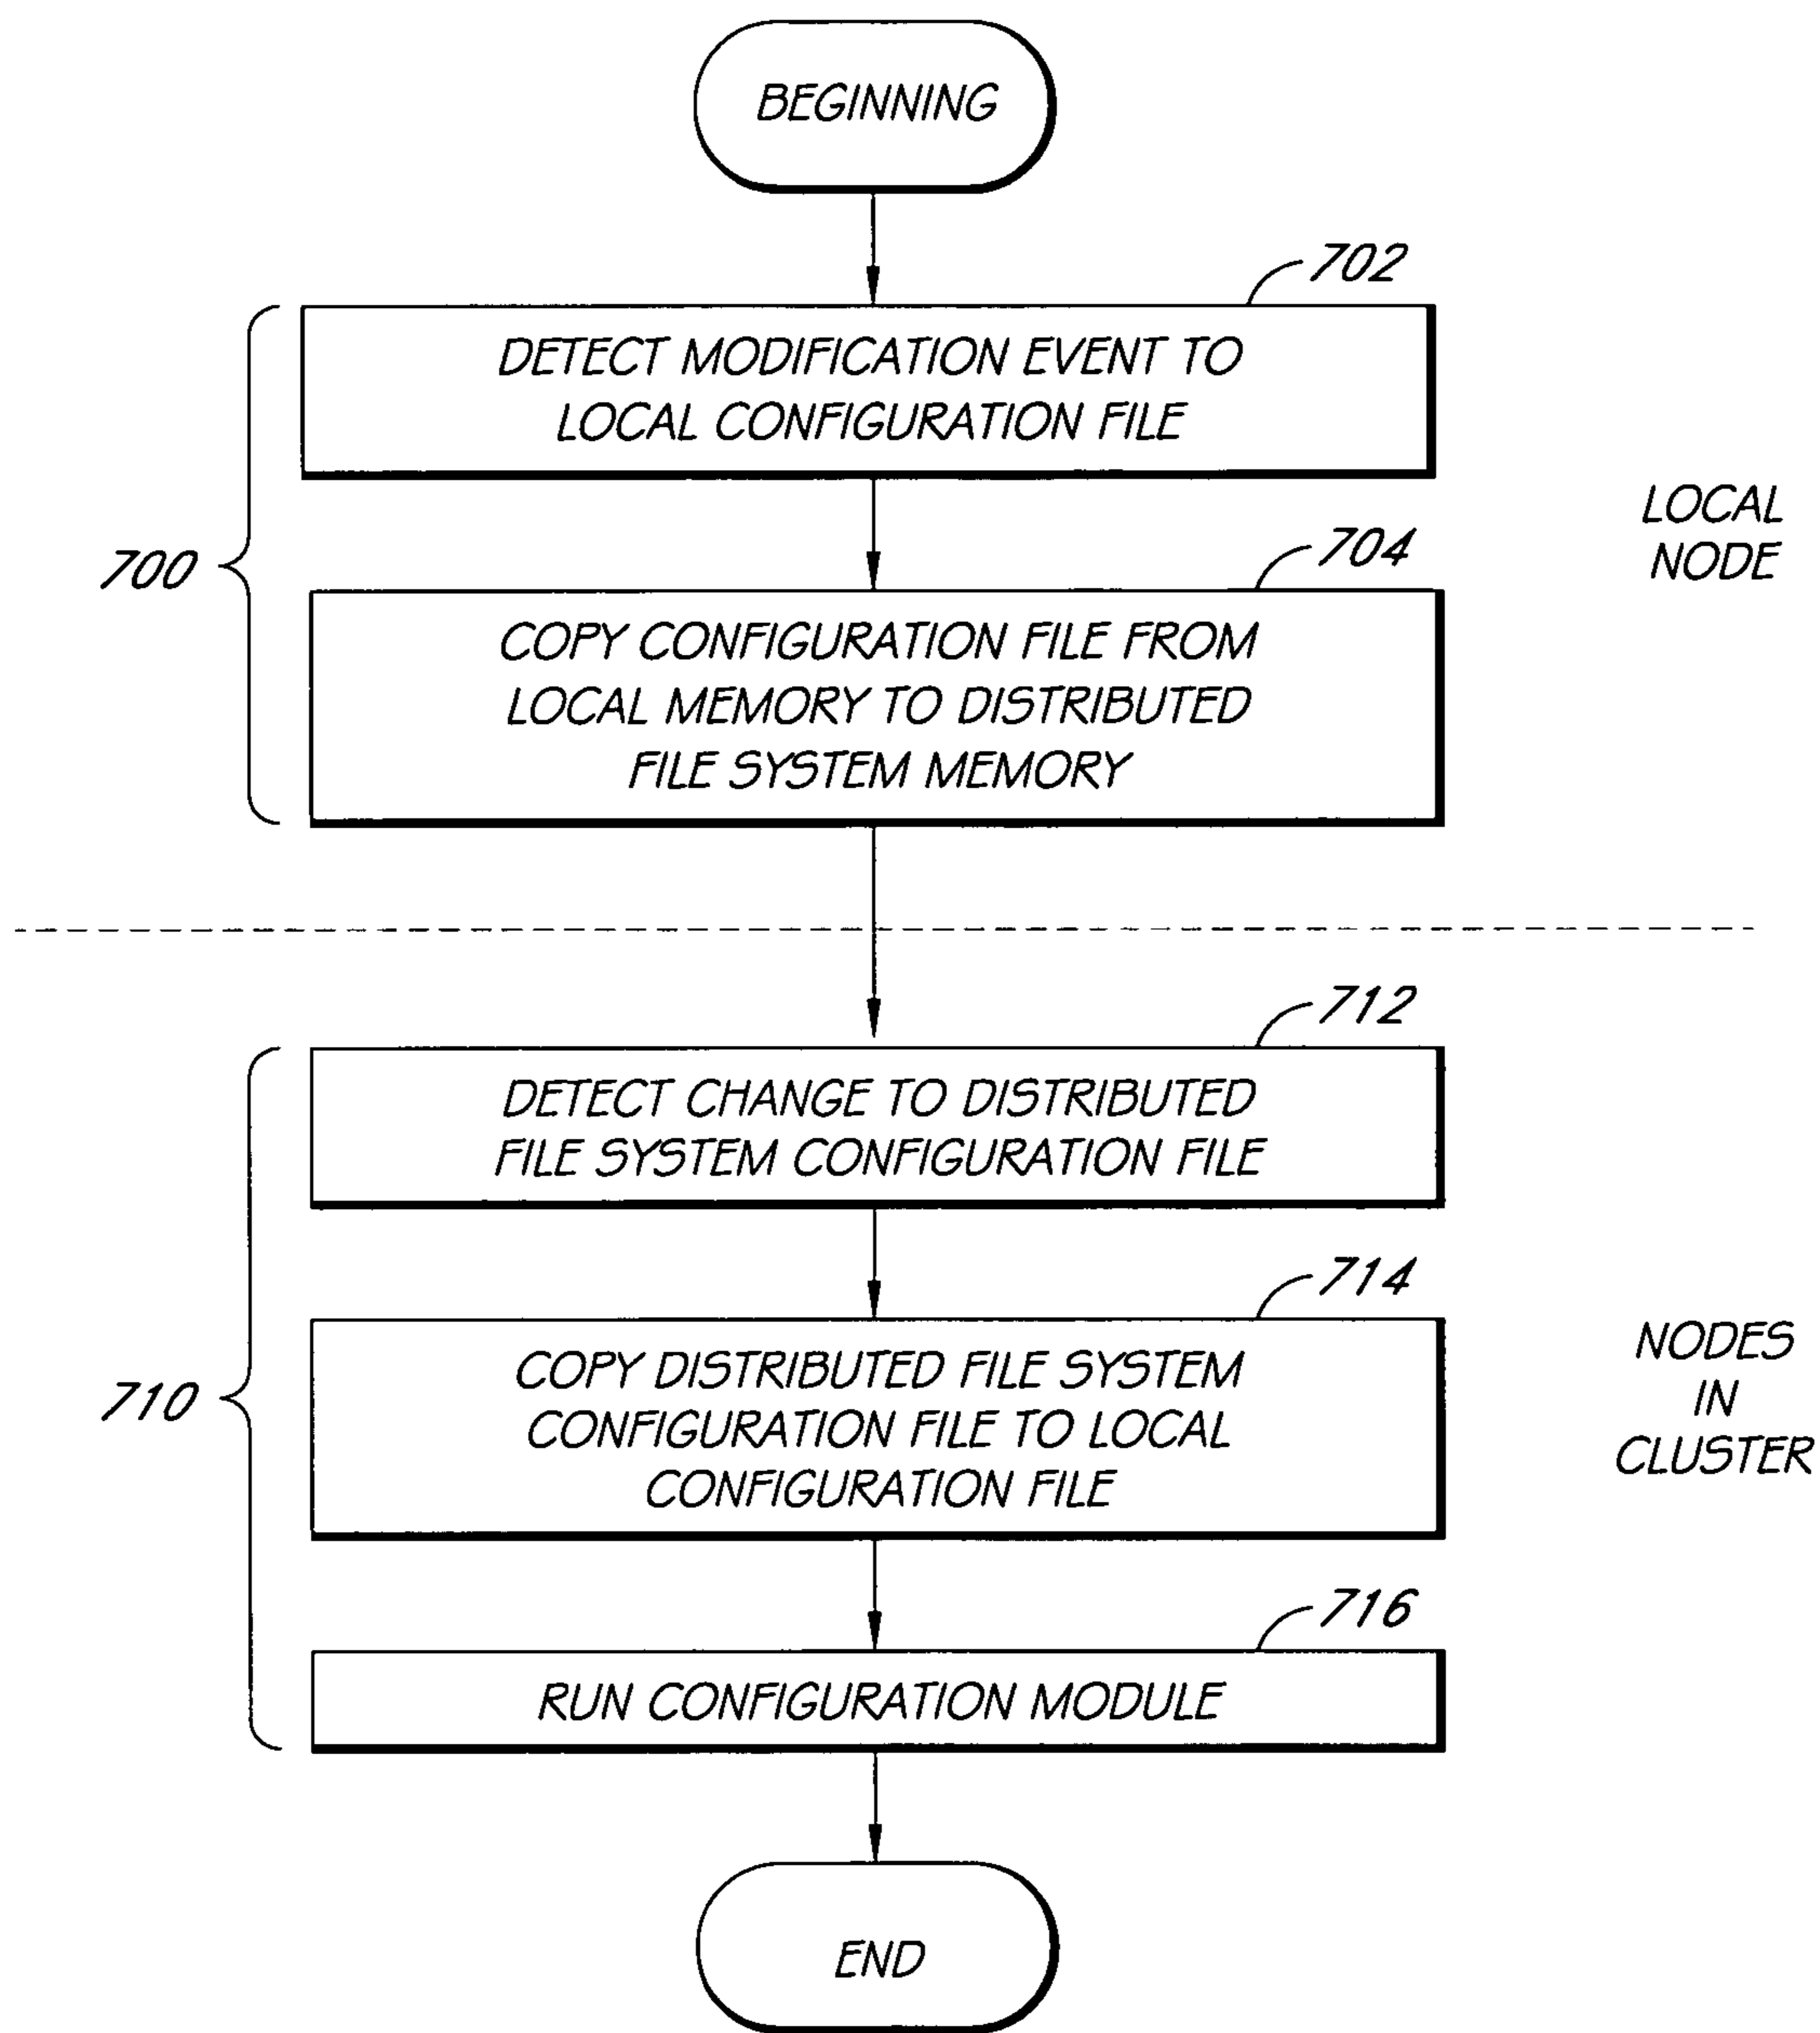 BEGINNING
702
DETECT MODIFICATION EVENT TO
LOCAL CONFIGURATION FILE
LOCAL
NODE
700
704
COPY CONFIGURATION FILE FROM
LOCAL MEMORY TO DISTRIBUTED
FILE SYSTEM MEMORY
712
DETECT CHANGE TO DISTRIBUTED
FILE SYSTEM CONFIGURATION FILE
714
COPY DISTRIBUTED FILE SYSTEM
CONFIGURATION FILE TO LOCAL
CONFIGURATION FILE
710
NODES
IN
CLUSTER
716
RUN CONFIGURATION MODULE
END